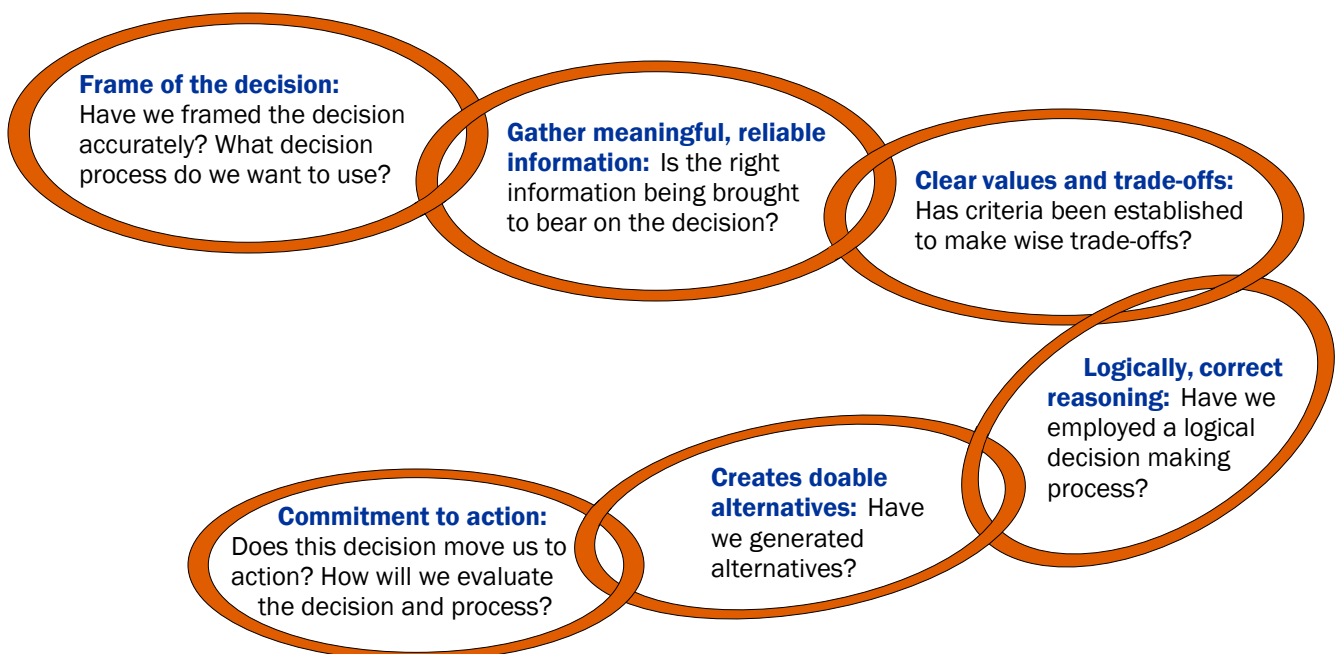 Frame of the decision:
Have we framed the decision
accurately? What decision
process do we want to use?
Gather meaningful, reliable
information: Is the right
information being brought
to bear on the decision?
Clear values and trade-offs:
Has criteria been established
to make wise trade-offs?
Logically, correct
reasoning: Have we
employed a logical
decision making
process?
Creates doable
alternatives: Have
we generated
alternatives?
Commitment to action:
Does this decision move us to
action? How will we evaluate
the decision and process?